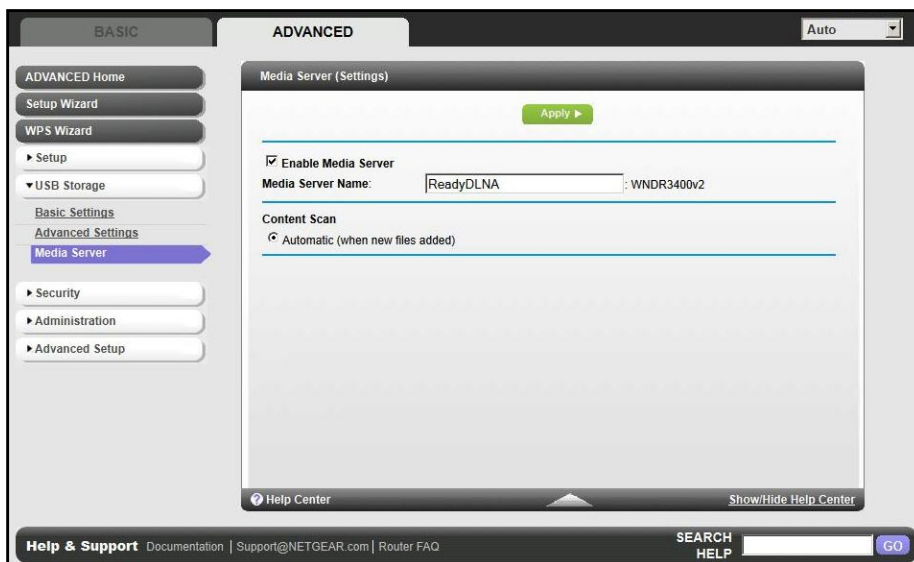 BASIC
ADVANCED
Auto
ADVANCED Home
Setup Wizard
WPS Wizard
Setup
USB Storage
Basic Settings
Advanced Settings
Media Server
Security
Administration
Advanced Setup
Media Server (Settings)
Apply
Enable Media Server
Media Server Name: ReadyDLNA : WNDR3400v2
Content Scan
Automatic (when new files added)
Help Center
Show/Hide Help Center
Help & Support Documentation | Support@NETGEAR.com | Router FAQ
SEARCH HELP
GO